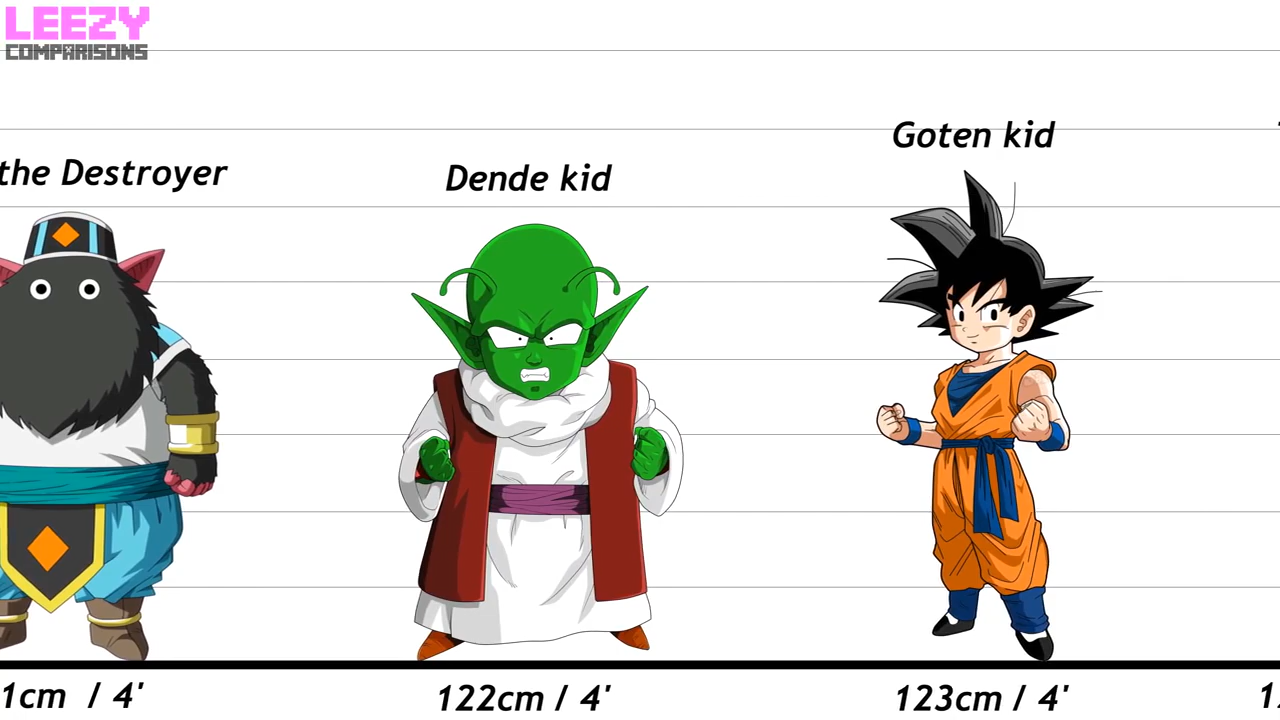 LEEZY
COMPARISONS
the Destroyer
Dende kid
Goten kid
1cm / 4'
122cm / 4'
123cm / 4'